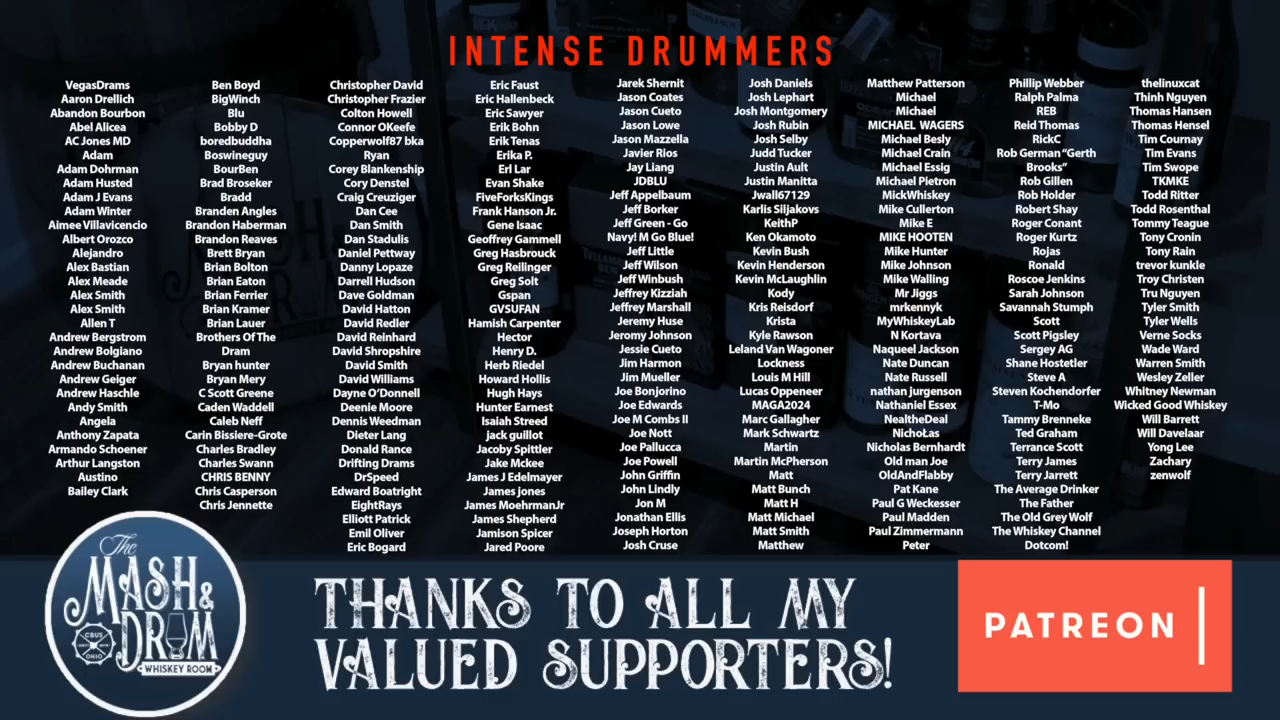 INTENSE DRUMMERS
VegasDrams
Aaron Drellich
Abandon Bourbon
Abel Alicea
AC Jones MD
Adam
Adam Dohrman
Adam Husted
Adam J Evans
Adam Winter
Aimee Villavicencio
Albert Orozco
Alejandro
Alex Bastian
Alex Meade
Alex Smith
Alex Smith
Allen T
Andrew Bergstrom
Andrew Bolgiano
Andrew Buchanan
Andrew Geiger
Andrew Haschle
Andy Smith
Angela
Anthony Zapata
Armando Schoener
Arthur Langston
Austino
Bailey Clark
Ben Boyd
BigWinch
Blu
Bobby D
boredbuddha
Boswineguy
BourBen
Brad Broseker
Bradd
Branden Angles
Brandon Haberman
Brandon Reaves
Brett Bryan
Brian Bolton
Brian Eaton
Brian Ferrier
Brian Kramer
Brian Lauer
Brothers Of The
Dram
Bryan hunter
Bryan Mery
C Scott Greene
Caden Waddell
Caleb Neff
Carin Bissiere-Grote
Charles Bradley
Charles Swann
CHRIS BENNY
Chris Casperson
Chris Jennette
Christopher David
Christopher Frazier
Colton Howell
Connor OKeefe
Copperwolf87 bka
Ryan
Corey Blankenship
Cory Denstel
Craig Creuziger
Dan Cee
Dan Smith
Dan Stadulis
Daniel Pettway
Danny Lopaze
Darrell Hudson
Dave Goldman
David Hatton
David Redler
David Reinhard
David Shropshire
David Smith
David Williams
Dayne O'Donnell
Deenie Moore
Dennis Weedman
Dieter Lang
Donald Rance
Drifting Drams
DrSpeed
Edward Boatright
EightRays
Elliott Patrick
Emil Oliver
Eric Bogard
Eric Faust
Eric Hallenbeck
Eric Sawyer
Erik Bohn
Erik Tenas
Erika P.
Erl Lar
Evan Shake
FiveForksKings
Frank Hanson Jr.
Gene Isaac
Geoffrey Gammell
Greg Hasbrouck
Greg Reilinger
Greg Solt
Gspan
GVSUFAN
Hamish Carpenter
Hector
Henry D.
Herb Riedel
Howard Hollis
Hugh Hays
Hunter Earnest
Isaiah Streed
jack guillot
Jacoby Spittler
Jake Mckee
James J Edelmayer
James jones
James MoehrmanJr
James Shepherd
Jamison Spicer
Jared Poore
Jarek Shernit
Jason Coates
Jason Cueto
Jason Lowe
Jason Mazzella
Javier Rios
Jay Liang
JDBLU
Jeff Appelbaum
Jeff Borker
Jeff Green - Go
Navy! M Go Blue!
Jeff Little
Jeff Wilson
Jeff Winbush
Jeffrey Kizziah
Jeffrey Marshall
Jeremy Huse
Jeromy Johnson
Jessie Cueto
Jim Harmon
Jim Mueller
Joe Bonjorino
Joe Edwards
Joe M Combs ll
Joe Nott
Joe Pallucca
Joe Powell
John Griffin
John Lindly
Jon M
Jonathan Ellis
Joseph Horton
Josh Cruse
Josh Daniels
Josh Lephart
Josh Montgomery
Josh Rubin
Josh Selby
Judd Tucker
Justin Ault
Justin Manitta
Jwall67129
Karlis Siljakovs
KeithP
Ken Okamoto
Kevin Bush
Kevin Henderson
Kevin McLaughlin
Kody
Kris Reisdorf
Krista
Kyle Rawson
Leland Van Wagoner
Lockness
Louis M Hill
Lucas Oppeneer
MAGA2024
Marc Gallagher
Mark Schwartz
Martin
Martin McPherson
Matt
Matt Bunch
Matt H
Matt Michael
Matt Smith
Matthew
Matthew Patterson
Michael
Michael
MICHAEL WAGERS
Michael Besly
Michael Crain
Michael Essig
Michael Pietron
MickWhiskey
Mike Cullerton
Mike E
MIKE HOOTEN
Mike Hunter
Mike Johnson
Mike Walling
Mr Jiggs
mrkennyk
MyWhiskeyLab
N Kortava
Naqueel Jackson
Nate Duncan
Nate Russell
nathan jurgenson
Nathaniel Essex
NealtheDeal
NichoŁas
Nicholas Bernhardt
Old man Joe
OldAndFlabby
Pat Kane
Paul G Weckesser
Paul Madden
Paul Zimmermann
Peter
Phillip Webber
Ralph Palma
REB
Reid Thomas
RickC
Rob German "Gerth
Brooks"
Rob Gillen
Rob Holder
Robert Shay
Roger Conant
Roger Kurtz
Rojas
Ronald
Roscoe Jenkins
Sarah Johnson
Savannah Stumph
Scott
Scott Pigsley
Sergey AG
Shane Hostetler
Steve A
Steven Kochendorfer
T-Mo
Tammy Brenneke
Ted Graham
Terrance Scott
Terry James
Terry Jarrett
The Average Drinker
The Father
The Old Grey Wolf
The Whiskey Channel
Dotcom!
thelinuxcat
Thinh Nguyen
Thomas Hansen
Thomas Hensel
Tim Cournay
Tim Evans
Tim Swope
TKMKE
Todd Ritter
Todd Rosenthal
Tommy Teague
Tony Cronin
Tony Rain
trevor kunkle
Troy Christen
Tru Nguyen
Tyler Smith
Tyler Wells
Verne Socks
Wade Ward
Warren Smith
Wesley Zeller
Whitney Newman
Wicked Good Whiskey
Will Barrett
Will Davelaar
Yong Lee
Zachary
zenwolf
The
MASH &
DRUM
CBUS
OHIO
WHISKEY ROOM
THANKS TO ALL MY
VALUED SUPPORTERS!
PATREON